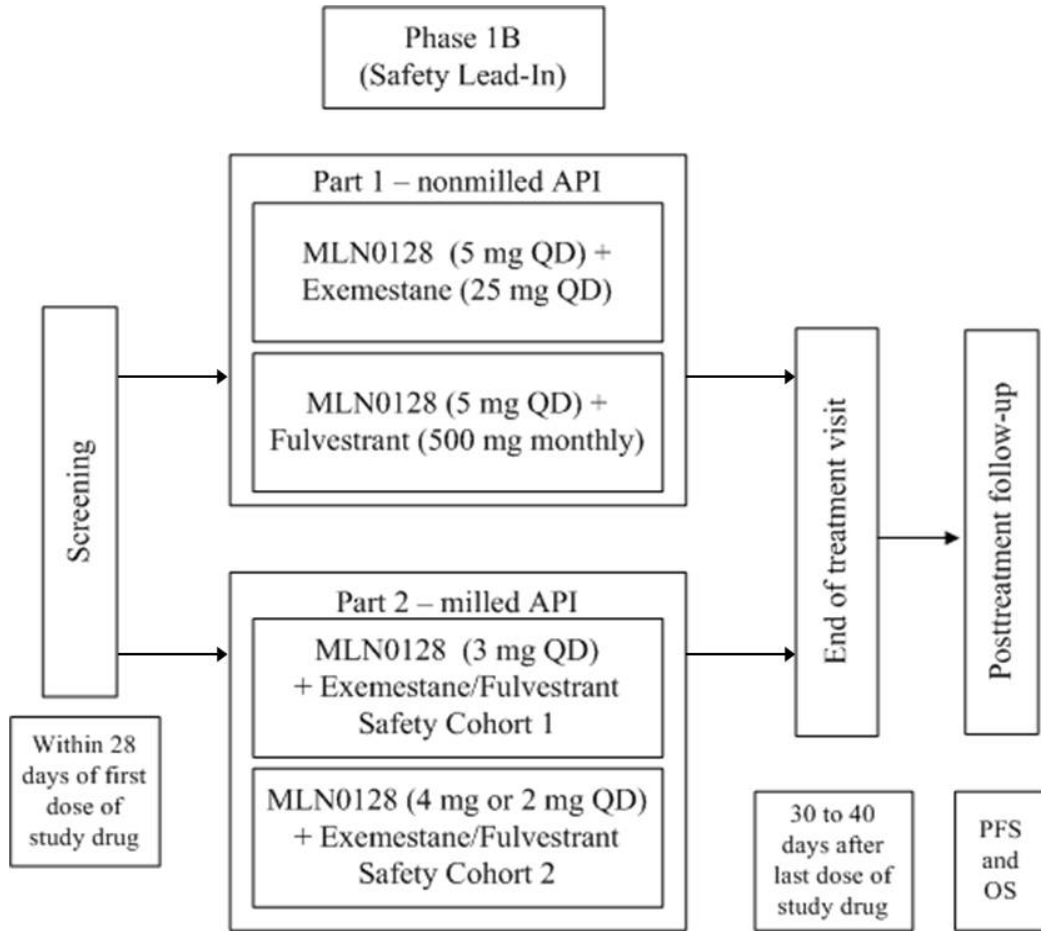 Phase 1B
(Safety Lead-In)
Part 1 – nonmilled API
MLN0128 (5 mg QD) +
Exemestane (25 mg QD)
MLN0128 (5 mg QD) +
Fulvestrant (500 mg monthly)
Screening
Within 28
days of first
dose of
study drug
Part 2 – milled API
MLN0128 (3 mg QD)
+ Exemestane/Fulvestrant
Safety Cohort 1
MLN0128 (4 mg or 2 mg QD)
+ Exemestane/Fulvestrant
Safety Cohort 2
End of treatment visit
30 to 40
days after
last dose of
study drug
Posttreatment follow-up
PFS
and
OS